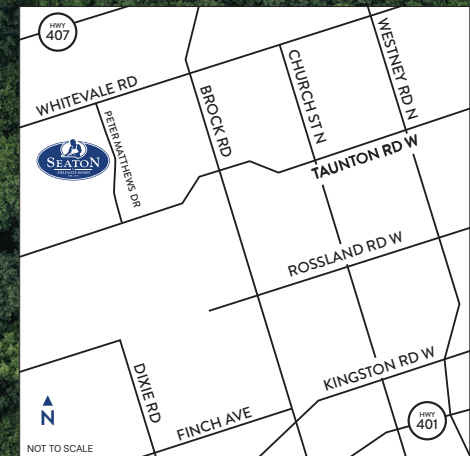 HWY
407
WHITEVALE RD
PETER MATTHEWS DR
SEATON
BROCK RD
CHURCH ST N
WESTNEY RD N
TAUNTON RD W
ROSSLAND RD W
KINGSTON RD W
DIXIE RD
FINCH AVE
HWY
401
N
NOT TO SCALE